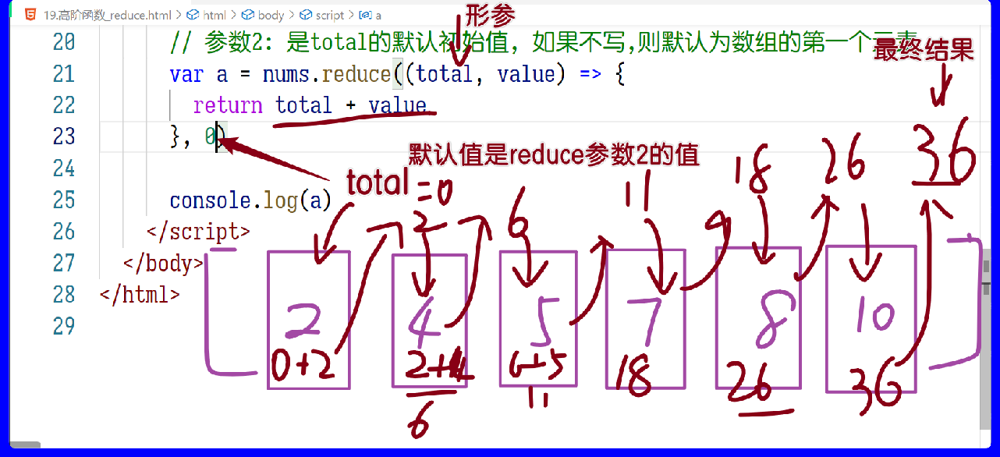 19.高阶函数_reduce.html > html > body > script > a
形参
20 // 参数2: 是total的默认初始值, 如果不写,则默认为数组的第一个元素
最终结果
21 var a = nums.reduce((total, value) => {
22 return total + value
23 }, 0)
36
默认值是reduce参数2的值
24
total =0
11
18
26
25 console.log(a)
26 </script>
2
6
27 </body>
28 </html>
29
2 4 5 7 8 10
0+2
2+4
6+5
18
26
36
6
11